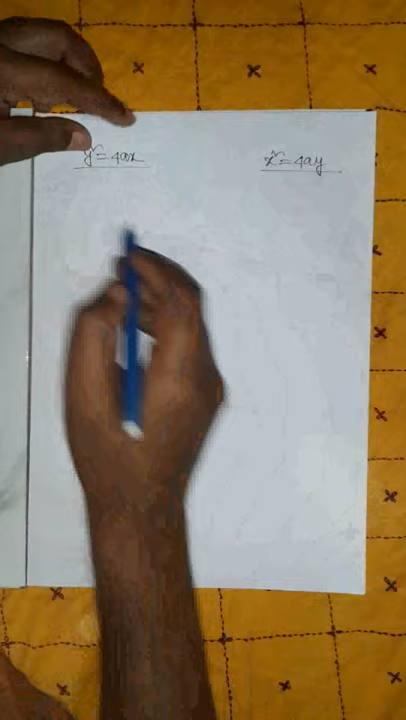 y² = 4ax
x² = 4ay